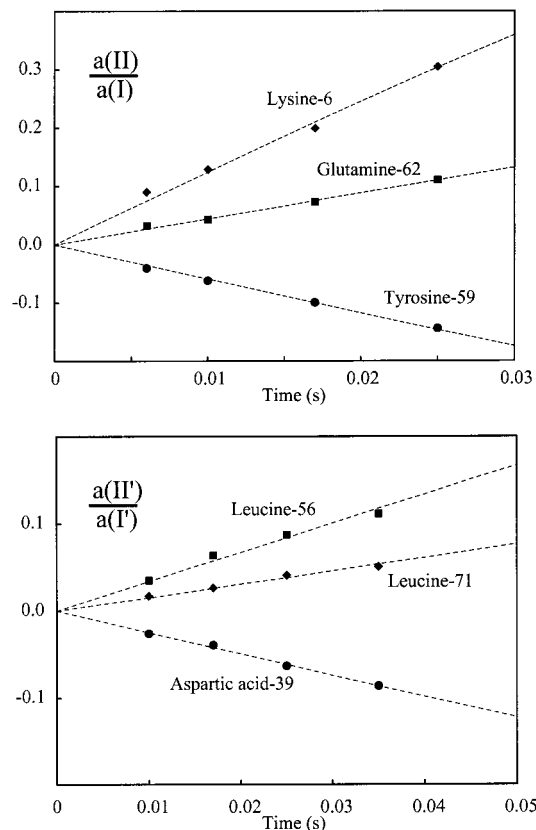 a(II)
a(I)
0.3
0.2
0.1
0.0
-0.1
Lysine-6
Glutamine-62
Tyrosine-59
0 0.01 0.02 0.03
Time (s)
a(II')
a(I')
0.1
0.0
-0.1
Leucine-56
Leucine-71
Aspartic acid-39
0 0.01 0.02 0.03 0.04 0.05
Time (s)